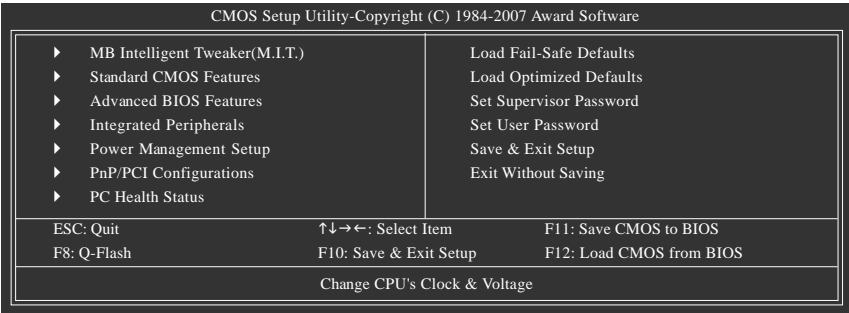 CMOS Setup Utility-Copyright (C) 1984-2007 Award Software
MB Intelligent Tweaker(M.I.T.)
Standard CMOS Features
Advanced BIOS Features
Integrated Peripherals
Power Management Setup
PnP/PCI Configurations
PC Health Status
Load Fail-Safe Defaults
Load Optimized Defaults
Set Supervisor Password
Set User Password
Save & Exit Setup
Exit Without Saving
ESC: Quit ↑↓→←: Select Item F11: Save CMOS to BIOS
F8: Q-Flash F10: Save & Exit Setup F12: Load CMOS from BIOS
Change CPU's Clock & Voltage